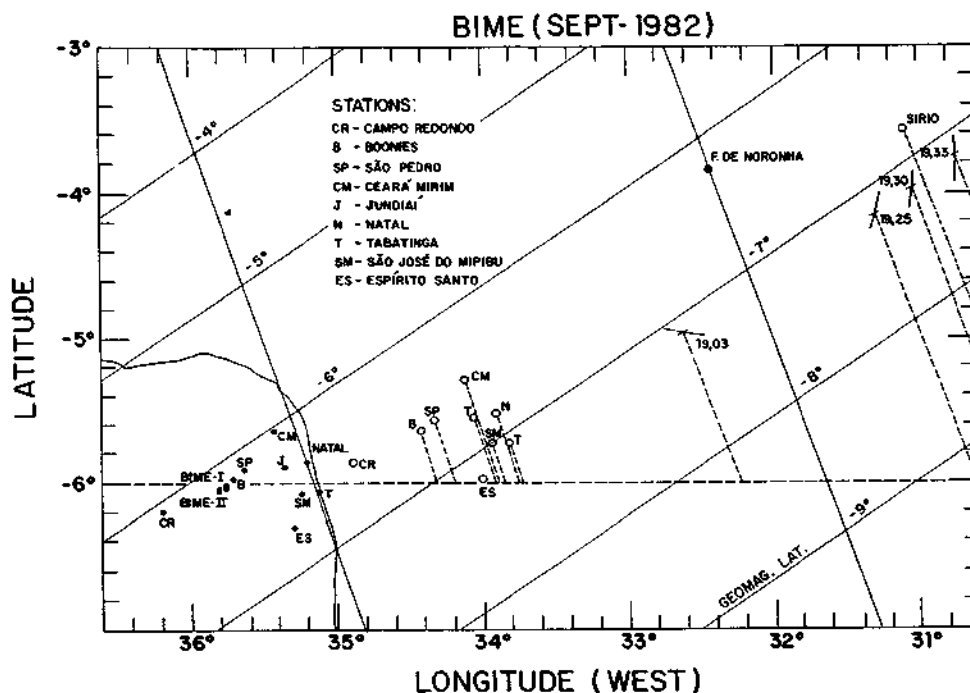 BIME (SEPT-1982)
-3°
-4°
-5°
-6°
LATITUDE
STATIONS:
CR - CAMPO REDONDO
B - BOONIES
SP - SÃO PEDRO
CM - CEARÁ MIRIM
J - JUNDIAÍ
N - NATAL
T - TABATINGA
SM - SÃO JOSÉ DO MIPIBU
ES - ESPÍRITO SANTO
-4°
-5°
-6°
-7°
-8°
-9°
GEOMAG. LAT.
SIRIO
F. DE NORONHA
19,33
19,30
19,25
19,03
CM
SP
B
T
N
SM
T
ES
CR
CM
NATAL
J
SP
BIME-I
B
BIME-II
SM
T
CR
ES
36° 35° 34° 33° 32° 31°
LONGITUDE (WEST)